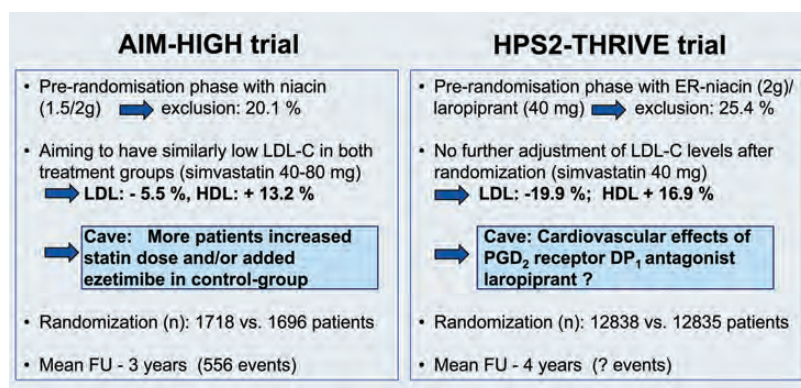 AIM-HIGH trial
• Pre-randomisation phase with niacin
(1.5/2g) exclusion: 20.1 %
• Aiming to have similarly low LDL-C in both
treatment groups (simvastatin 40-80 mg)
LDL: - 5.5 %, HDL: + 13.2 %
Cave: More patients increased
statin dose and/or added
ezetimibe in control-group
• Randomization (n): 1718 vs. 1696 patients
• Mean FU - 3 years (556 events)
HPS2-THRIVE trial
• Pre-randomisation phase with ER-niacin (2g)/
laropiprant (40 mg) exclusion: 25.4 %
• No further adjustment of LDL-C levels after
randomization (simvastatin 40 mg)
LDL: -19.9 %; HDL + 16.9 %
Cave: Cardiovascular effects of
PGD2 receptor DP1 antagonist
laropiprant ?
• Randomization (n): 12838 vs. 12835 patients
• Mean FU - 4 years (? events)